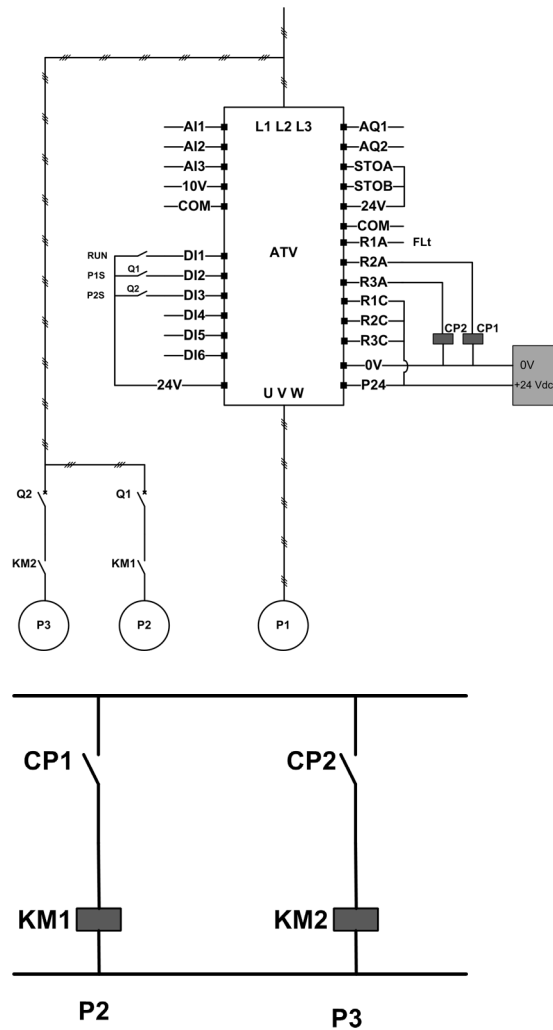 L1 L2 L3
AI1
AI2
AI3
10V
COM
RUN
DI1
P1S
Q1
DI2
P2S
Q2
DI3
DI4
DI5
DI6
24V
ATV
U V W
AQ1
AQ2
STOA
STOB
24V
COM
R1A FLt
R2A
R3A
R1C
R2C
R3C
0V
P24
CP2 CP1
0V
+24 Vdc
Q2 Q1
KM2 KM1
P3 P2 P1
CP1 CP2
KM1 KM2
P2 P3